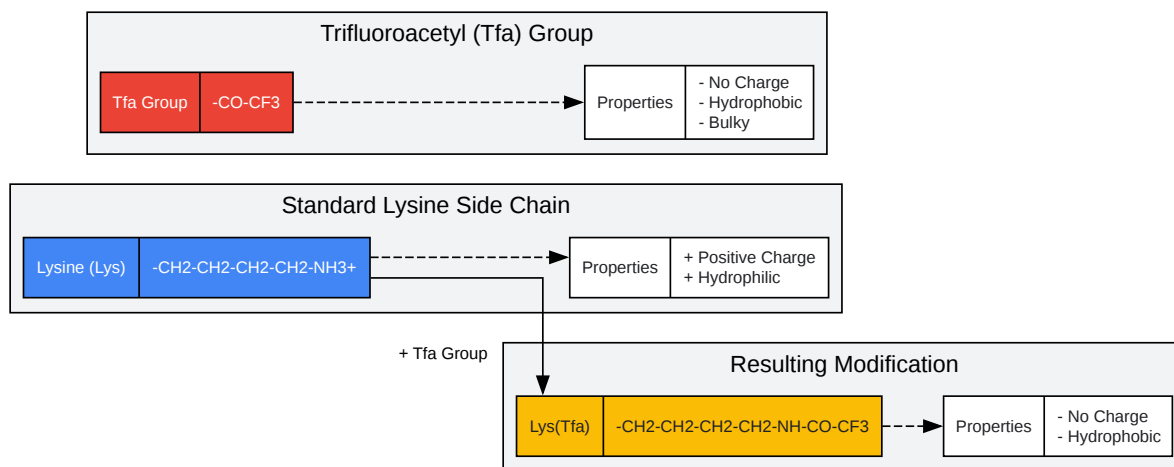 Trifluoroacetyl (Tfa) Group
Tfa Group
-CO-CF3
Properties
- No Charge
- Hydrophobic
- Bulky
Standard Lysine Side Chain
Lysine (Lys)
-CH2-CH2-CH2-CH2-NH3+
Properties
+ Positive Charge
+ Hydrophilic
+ Tfa Group
Resulting Modification
Lys(Tfa)
-CH2-CH2-CH2-CH2-NH-CO-CF3
Properties
- No Charge
- Hydrophobic